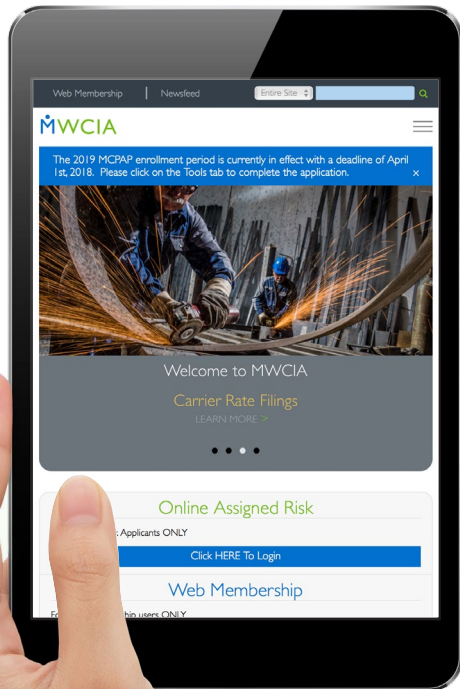 Web Membership | Newsfeed Entire Site
MWCIA
The 2019 MCPAP enrollment period is currently in effect with a deadline of April
1st, 2018. Please click on the Tools tab to complete the application. ×
Welcome to MWCIA
Carrier Rate Filings
LEARN MORE >
Online Assigned Risk
Applicants ONLY
Click HERE To Login
Web Membership
users ONLY